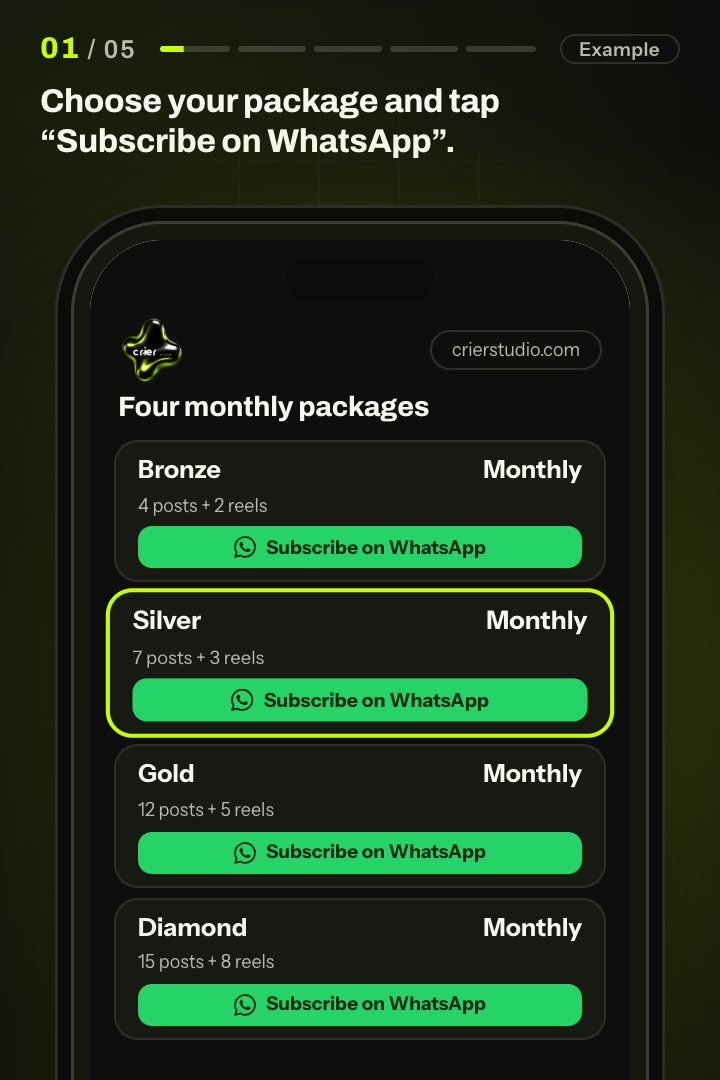 01 / 05
Example
Choose your package and tap
“Subscribe on WhatsApp”.
crier
crierstudio.com
Four monthly packages
Bronze
Monthly
4 posts + 2 reels
Subscribe on WhatsApp
Silver
Monthly
7 posts + 3 reels
Subscribe on WhatsApp
Gold
Monthly
12 posts + 5 reels
Subscribe on WhatsApp
Diamond
Monthly
15 posts + 8 reels
Subscribe on WhatsApp